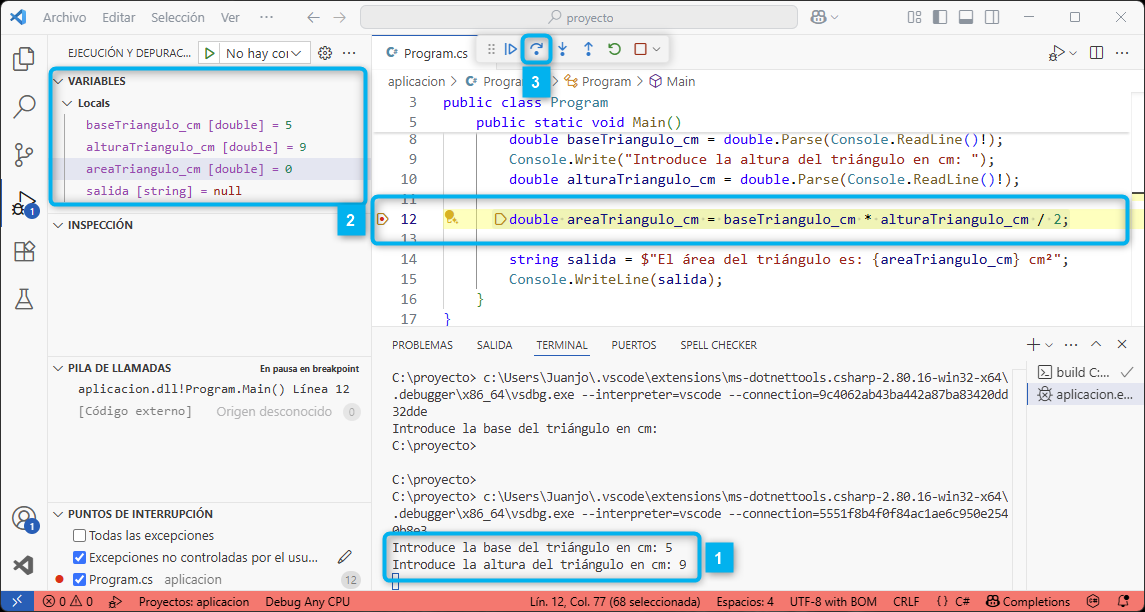 Archivo Editar Selección Ver ··· proyecto
EJECUCIÓN Y DEPURAC... No hay cor ···
VARIABLES
Locals
baseTriangulo_cm [double] = 5
alturaTriangulo_cm [double] = 9
areaTriangulo_cm [double] = 0
salida [string] = null
2
INSPECCIÓN
PILA DE LLAMADAS En pausa en breakpoint
aplicacion.dll!Program.Main() Línea 12
[Código externo] Origen desconocido 0
PUNTOS DE INTERRUPCIÓN
Todas las excepciones
Excepciones no controladas por el usu...
Program.cs aplicacion 12
1
1
C# Program.cs
3
aplicacion > C# Progra > Program > Main
3 public class Program
5 public static void Main()
8 double baseTriangulo_cm = double.Parse(Console.ReadLine()!);
9 Console.Write("Introduce la altura del triángulo en cm: ");
10 double alturaTriangulo_cm = double.Parse(Console.ReadLine()!);
11
12 double areaTriangulo_cm = baseTriangulo_cm * alturaTriangulo_cm / 2;
13
14 string salida = $"El área del triángulo es: {areaTriangulo_cm} cm²";
15 Console.WriteLine(salida);
16 }
17 }
PROBLEMAS SALIDA TERMINAL PUERTOS SPELL CHECKER
C:\proyecto> c:\Users\Juanjo\.vscode\extensions\ms-dotnettools.csharp-2.80.16-win32-x64\
.debugger\x86_64\vsdbg.exe --interpreter=vscode --connection=9c4062ab43ba442a87ba83420dd
32dde
Introduce la base del triángulo en cm:
C:\proyecto>
C:\proyecto>
C:\proyecto> c:\Users\Juanjo\.vscode\extensions\ms-dotnettools.csharp-2.80.16-win32-x64\
.debugger\x86_64\vsdbg.exe --interpreter=vscode --connection=5551f8b4f0f84ac1ae6c950e254
0b8e3
Introduce la base del triángulo en cm: 5
Introduce la altura del triángulo en cm: 9
1
build C:...
aplicacion.e...
0 0 Proyectos: aplicacion Debug Any CPU Lín. 12, Col. 77 (68 seleccionada) Espacios: 4 UTF-8 with BOM CRLF {} C# Completions